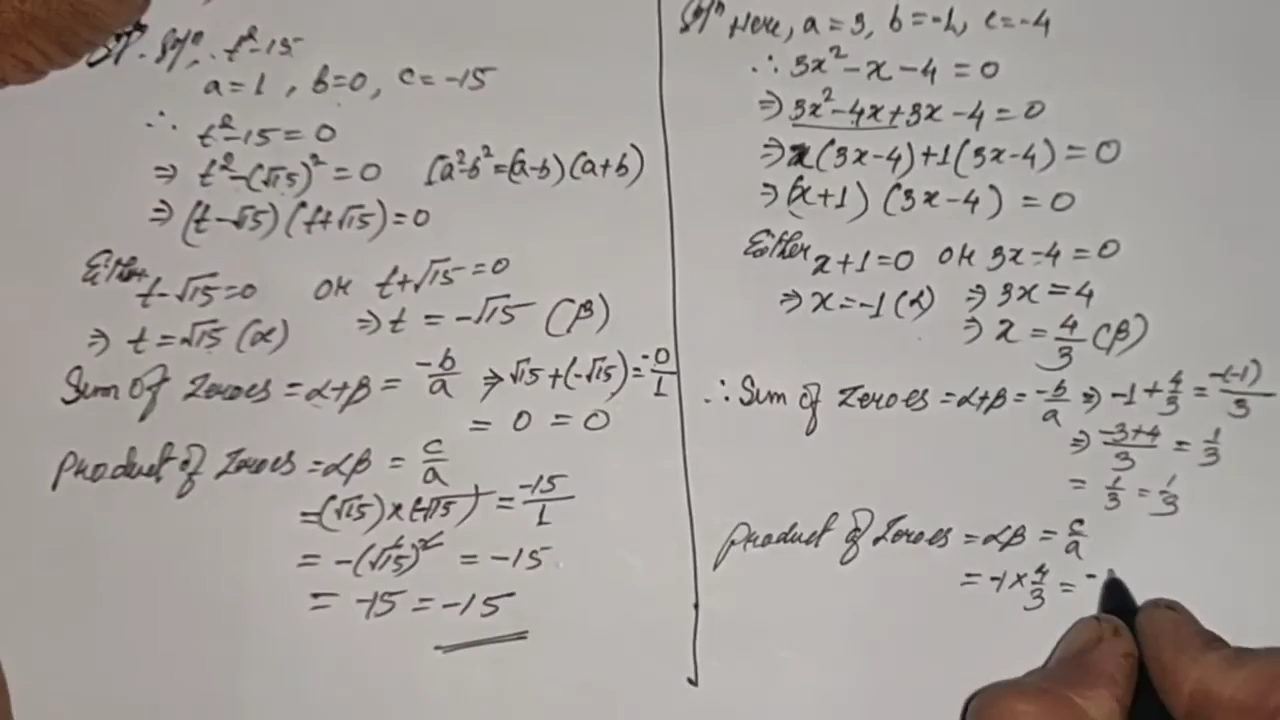 Solⁿ. t²-15
a=1, b=0, c=-15
∴ t²-15=0
⇒ t²-(√15)²=0 [a²-b²=(a-b)(a+b)
⇒ (t-√15)(t+√15)=0
Either t-√15=0 OR t+√15=0
⇒ t=√15 (α) ⇒ t = -√15 (β)
Sum of Zeroes = α+β = -b/a ⇒ √15+(-√15) = -0/1
= 0 = 0
Product of Zeroes = αβ = c/a
=(√15)×(-√15) = -15/1
= -(√15)² = -15
= -15 = -15
Solⁿ Here, a=3, b=-1, c=-4
∴ 3x²-x-4=0
⇒ 3x²-4x+3x-4=0
⇒ x(3x-4)+1(3x-4)=0
⇒ (x+1)(3x-4)=0
Either x+1=0 OR 3x-4=0
⇒ x=-1(α) ⇒ 3x=4
⇒ x = 4/3 (β)
∴ Sum of Zeroes = α+β = -b/a ⇒ -1+4/3 = -(-1)/3
⇒ -3+4/3 = 1/3
= 1/3 = 1/3
Product of Zeroes = αβ = c/a
= -1×4/3 = -